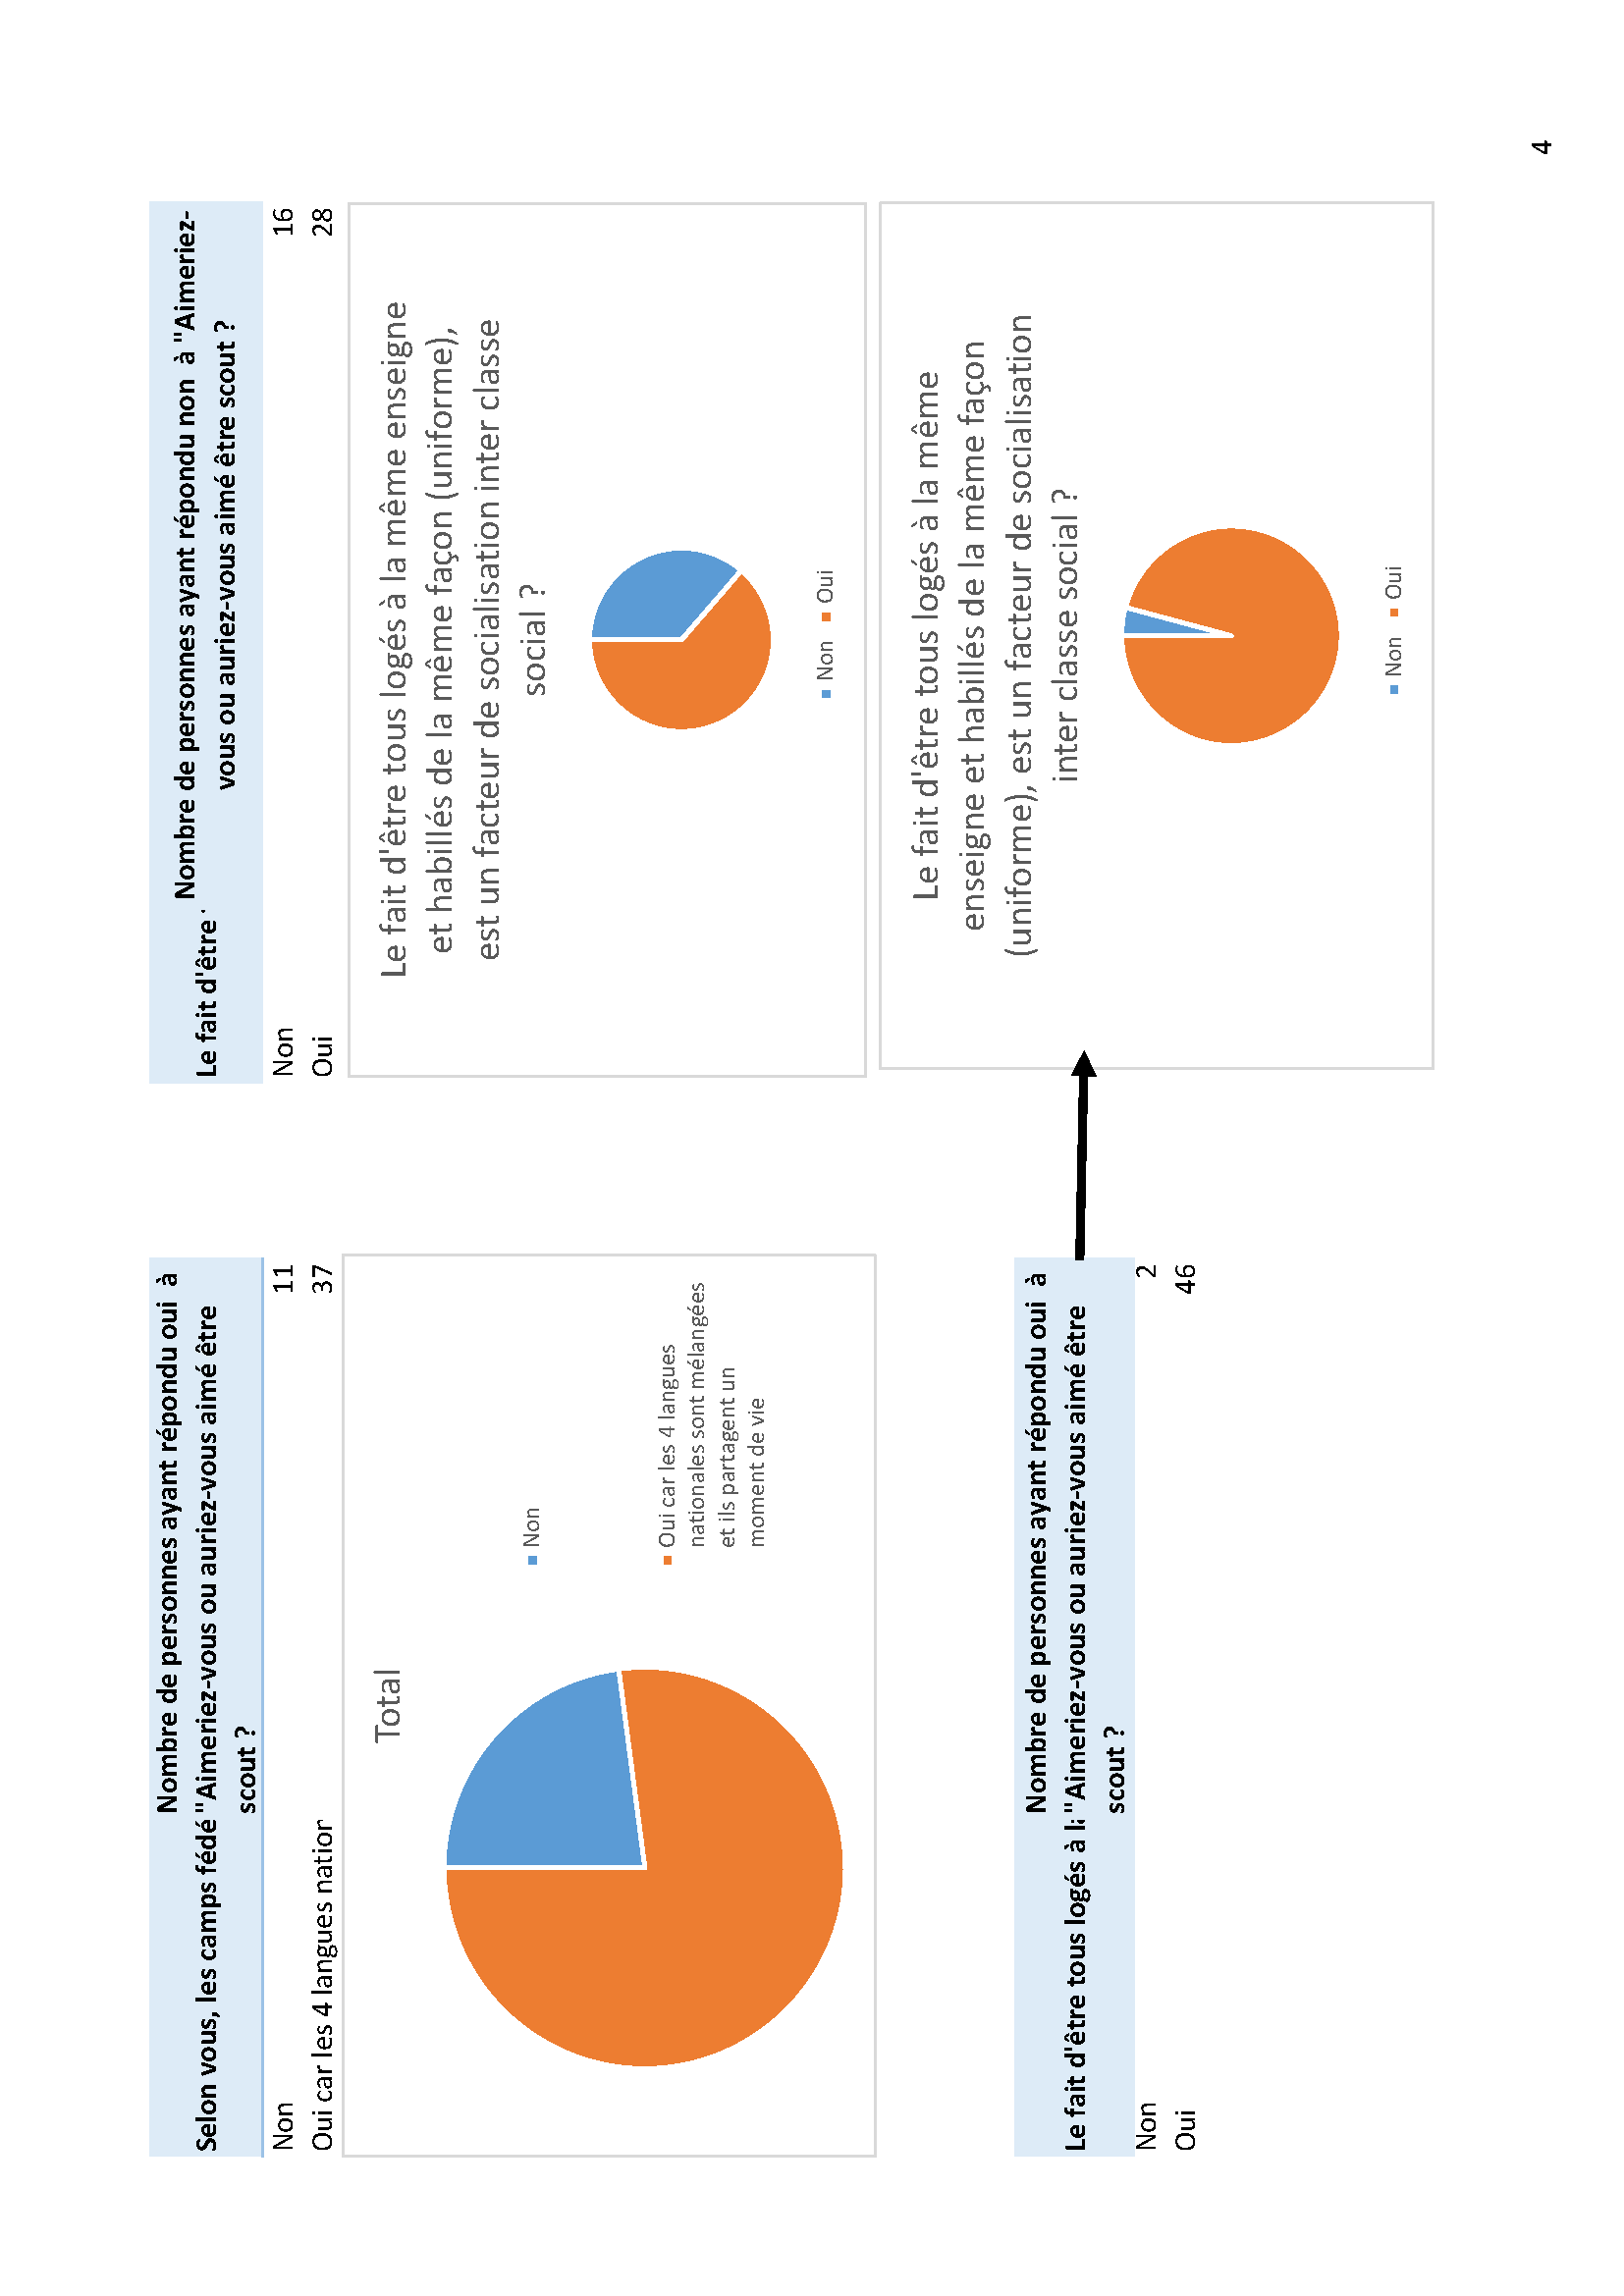 Nombre de personnes ayant répondu oui à
Selon vous, les camps fédé "Aimeriez-vous ou auriez-vous aimé être
scout ?
Non 11
Oui car les 4 langues nation 37
Total
Non
Oui car les 4 langues
nationales sont mélangées
et ils partagent un
moment de vie
Nombre de personnes ayant répondu oui à
Le fait d'être tous logés à la "Aimeriez-vous ou auriez-vous aimé être
scout ?
Non 2
Oui 46
Nombre de personnes ayant répondu non à "Aimeriez-
Le fait d'être
vous ou auriez-vous aimé être scout ?
Non 16
Oui 28
Le fait d'être tous logés à la même enseigne
et habillés de la même façon (uniforme),
est un facteur de socialisation inter classe
social ?
Non Oui
Le fait d'être tous logés à la même
enseigne et habillés de la même façon
(uniforme), est un facteur de socialisation
inter classe social ?
Non Oui
4